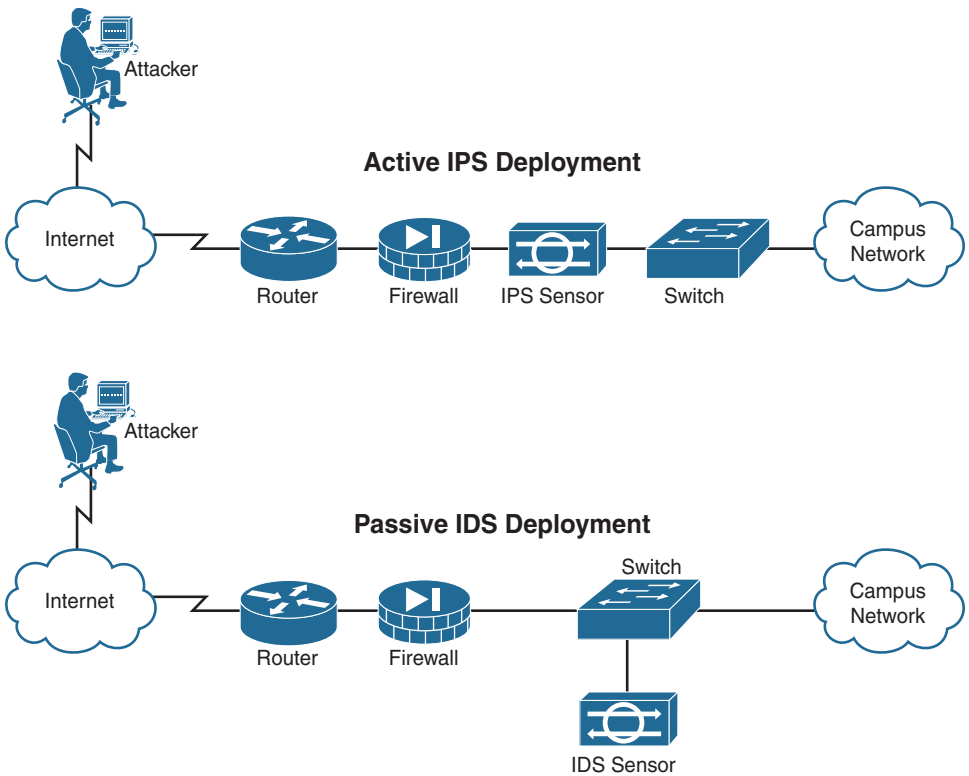 Attacker
Active IPS Deployment
Internet
Campus
Network
Router
Firewall
IPS Sensor
Switch
Attacker
Passive IDS Deployment
Switch
Internet
Campus
Network
Router
Firewall
IDS Sensor